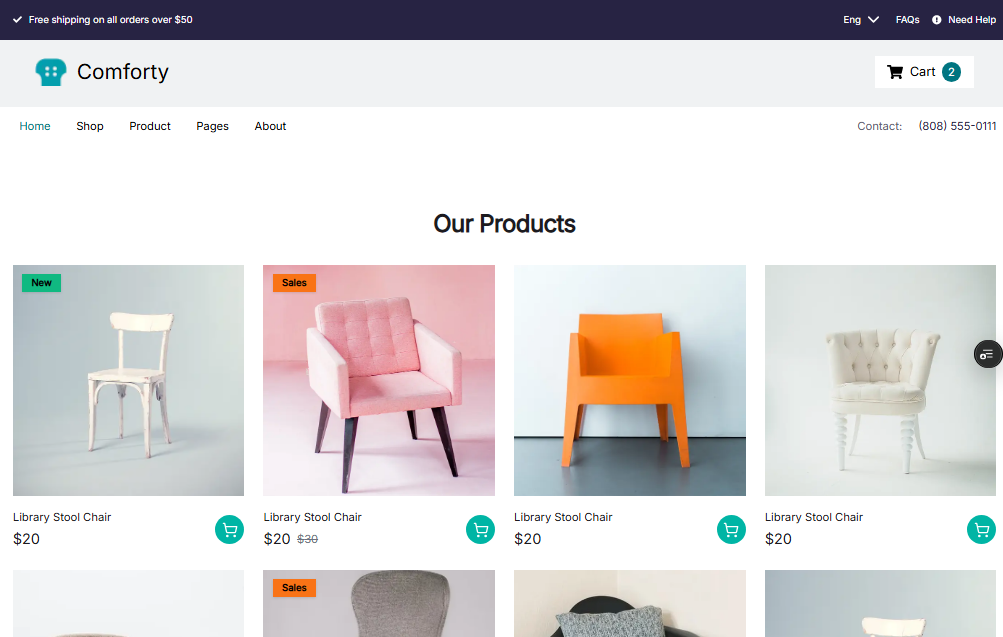 Free shipping on all orders over $50
Eng FAQs Need Help
Comforty
Cart 2
Home Shop Product Pages About
Contact: (808) 555-0111
Our Products
New
Sales
Library Stool Chair
$20
Library Stool Chair
$20 $30
Library Stool Chair
$20
Library Stool Chair
$20
Sales